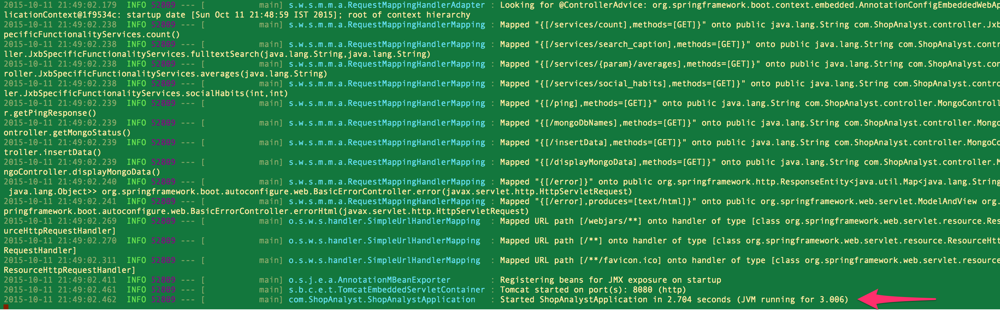 2015-10-11 21:49:02.179  INFO 52809 --- [           main] s.w.s.m.m.a.RequestMappingHandlerAdapter : Looking for @ControllerAdvice: org.springframework.boot.context.embedded.AnnotationConfigEmbeddedWebAp
licationContext@1f9534c: startup date [Sun Oct 11 21:48:59 IST 2015]; root of context hierarchy
2015-10-11 21:49:02.238  INFO 52809 --- [           main] s.w.s.m.m.a.RequestMappingHandlerMapping : Mapped "{[/services/count],methods=[GET]}" onto public java.lang.String com.ShopAnalyst.controller.Jxb
pecificFunctionalityServices.count()
2015-10-11 21:49:02.238  INFO 52809 --- [           main] s.w.s.m.m.a.RequestMappingHandlerMapping : Mapped "{[/services/search_caption],methods=[GET]}" onto public java.lang.String com.ShopAnalyst.contr
ller.JxbSpecificFunctionalityServices.fulltextSearch(java.lang.String,java.lang.String)
2015-10-11 21:49:02.238  INFO 52809 --- [           main] s.w.s.m.m.a.RequestMappingHandlerMapping : Mapped "{[/services/{param}/averages],methods=[GET]}" onto public java.lang.String com.ShopAnalyst.con
roller.JxbSpecificFunctionalityServices.averages(java.lang.String)
2015-10-11 21:49:02.238  INFO 52809 --- [           main] s.w.s.m.m.a.RequestMappingHandlerMapping : Mapped "{[/services/social_habits],methods=[GET]}" onto public java.lang.String com.ShopAnalyst.contro
ler.JxbSpecificFunctionalityServices.socialHabits(int,int)
2015-10-11 21:49:02.239  INFO 52809 --- [           main] s.w.s.m.m.a.RequestMappingHandlerMapping : Mapped "{[/ping],methods=[GET]}" onto public java.lang.String com.ShopAnalyst.controller.MongoControll
r.getPingResponse()
2015-10-11 21:49:02.239  INFO 52809 --- [           main] s.w.s.m.m.a.RequestMappingHandlerMapping : Mapped "{[/mongoDbNames],methods=[GET]}" onto public java.lang.String com.ShopAnalyst.controller.Mongo
ontroller.getMongoStatus()
2015-10-11 21:49:02.239  INFO 52809 --- [           main] s.w.s.m.m.a.RequestMappingHandlerMapping : Mapped "{[/insertData],methods=[GET]}" onto public java.lang.String com.ShopAnalyst.controller.MongoCo
troller.insertData()
2015-10-11 21:49:02.239  INFO 52809 --- [           main] s.w.s.m.m.a.RequestMappingHandlerMapping : Mapped "{[/displayMongoData],methods=[GET]}" onto public java.lang.String com.ShopAnalyst.controller.M
ngoController.displayMongoData()
2015-10-11 21:49:02.240  INFO 52809 --- [           main] s.w.s.m.m.a.RequestMappingHandlerMapping : Mapped "{[/error]}" onto public org.springframework.http.ResponseEntity<java.util.Map<java.lang.String
 java.lang.Object>> org.springframework.boot.autoconfigure.web.BasicErrorController.error(javax.servlet.http.HttpServletRequest)
2015-10-11 21:49:02.241  INFO 52809 --- [           main] s.w.s.m.m.a.RequestMappingHandlerMapping : Mapped "{[/error],produces=[text/html]}" onto public org.springframework.web.servlet.ModelAndView org.
pringframework.boot.autoconfigure.web.BasicErrorController.errorHtml(javax.servlet.http.HttpServletRequest)
2015-10-11 21:49:02.269  INFO 52809 --- [           main] o.s.w.s.handler.SimpleUrlHandlerMapping  : Mapped URL path [/webjars/**] onto handler of type [class org.springframework.web.servlet.resource.Res
urceHttpRequestHandler]
2015-10-11 21:49:02.270  INFO 52809 --- [           main] o.s.w.s.handler.SimpleUrlHandlerMapping  : Mapped URL path [/**] onto handler of type [class org.springframework.web.servlet.resource.ResourceHtt
RequestHandler]
2015-10-11 21:49:02.311  INFO 52809 --- [           main] o.s.w.s.handler.SimpleUrlHandlerMapping  : Mapped URL path [/**/favicon.ico] onto handler of type [class org.springframework.web.servlet.resource
ResourceHttpRequestHandler]
2015-10-11 21:49:02.411  INFO 52809 --- [           main] o.s.j.e.a.AnnotationMBeanExporter        : Registering beans for JMX exposure on startup
2015-10-11 21:49:02.461  INFO 52809 --- [           main] s.b.c.e.t.TomcatEmbeddedServletContainer : Tomcat started on port(s): 8080 (http)
2015-10-11 21:49:02.462  INFO 52809 --- [           main] com.ShopAnalyst.ShopAnalystApplication   : Started ShopAnalystApplication in 2.704 seconds (JVM running for 3.006)